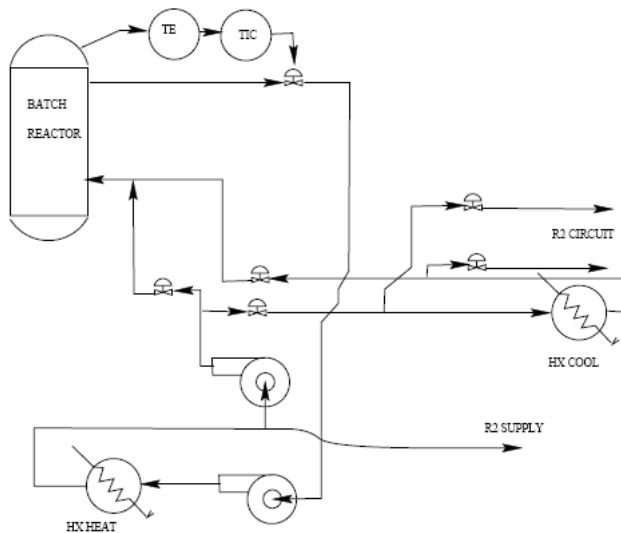 TE
TIC
BATCH
REACTOR
R2 CIRCUIT
HX COOL
R2 SUPPLY
HX HEAT